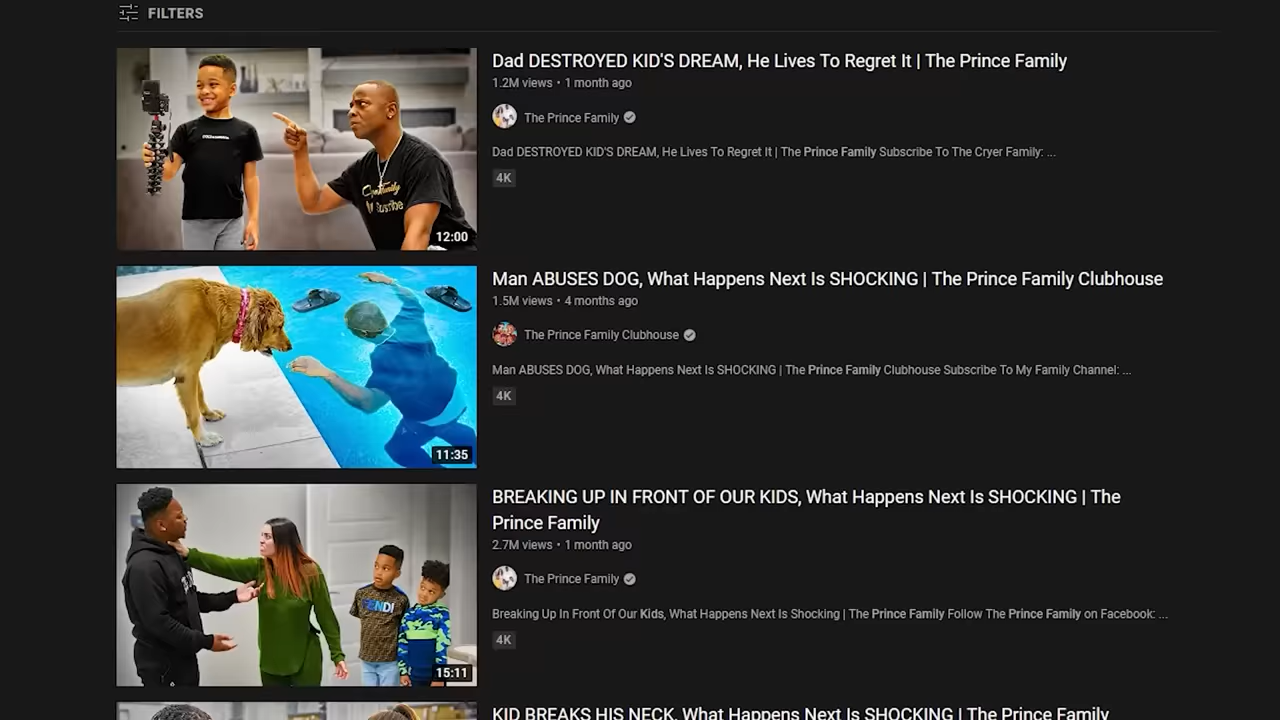 FILTERS
Dad DESTROYED KID'S DREAM, He Lives To Regret It | The Prince Family
1.2M views • 1 month ago
The Prince Family
Dad DESTROYED KID'S DREAM, He Lives To Regret It | The Prince Family Subscribe To The Cryer Family: ...
4K
12:00
Man ABUSES DOG, What Happens Next Is SHOCKING | The Prince Family Clubhouse
1.5M views • 4 months ago
The Prince Family Clubhouse
Man ABUSES DOG, What Happens Next Is SHOCKING | The Prince Family Clubhouse Subscribe To My Family Channel: ...
4K
11:35
BREAKING UP IN FRONT OF OUR KIDS, What Happens Next Is SHOCKING | The
Prince Family
2.7M views • 1 month ago
The Prince Family
Breaking Up In Front Of Our Kids, What Happens Next Is Shocking | The Prince Family Follow The Prince Family on Facebook: ...
4K
FENDI
15:11
KID BREAKS HIS NECK, What Happens Next Is SHOCKING | The Prince Family